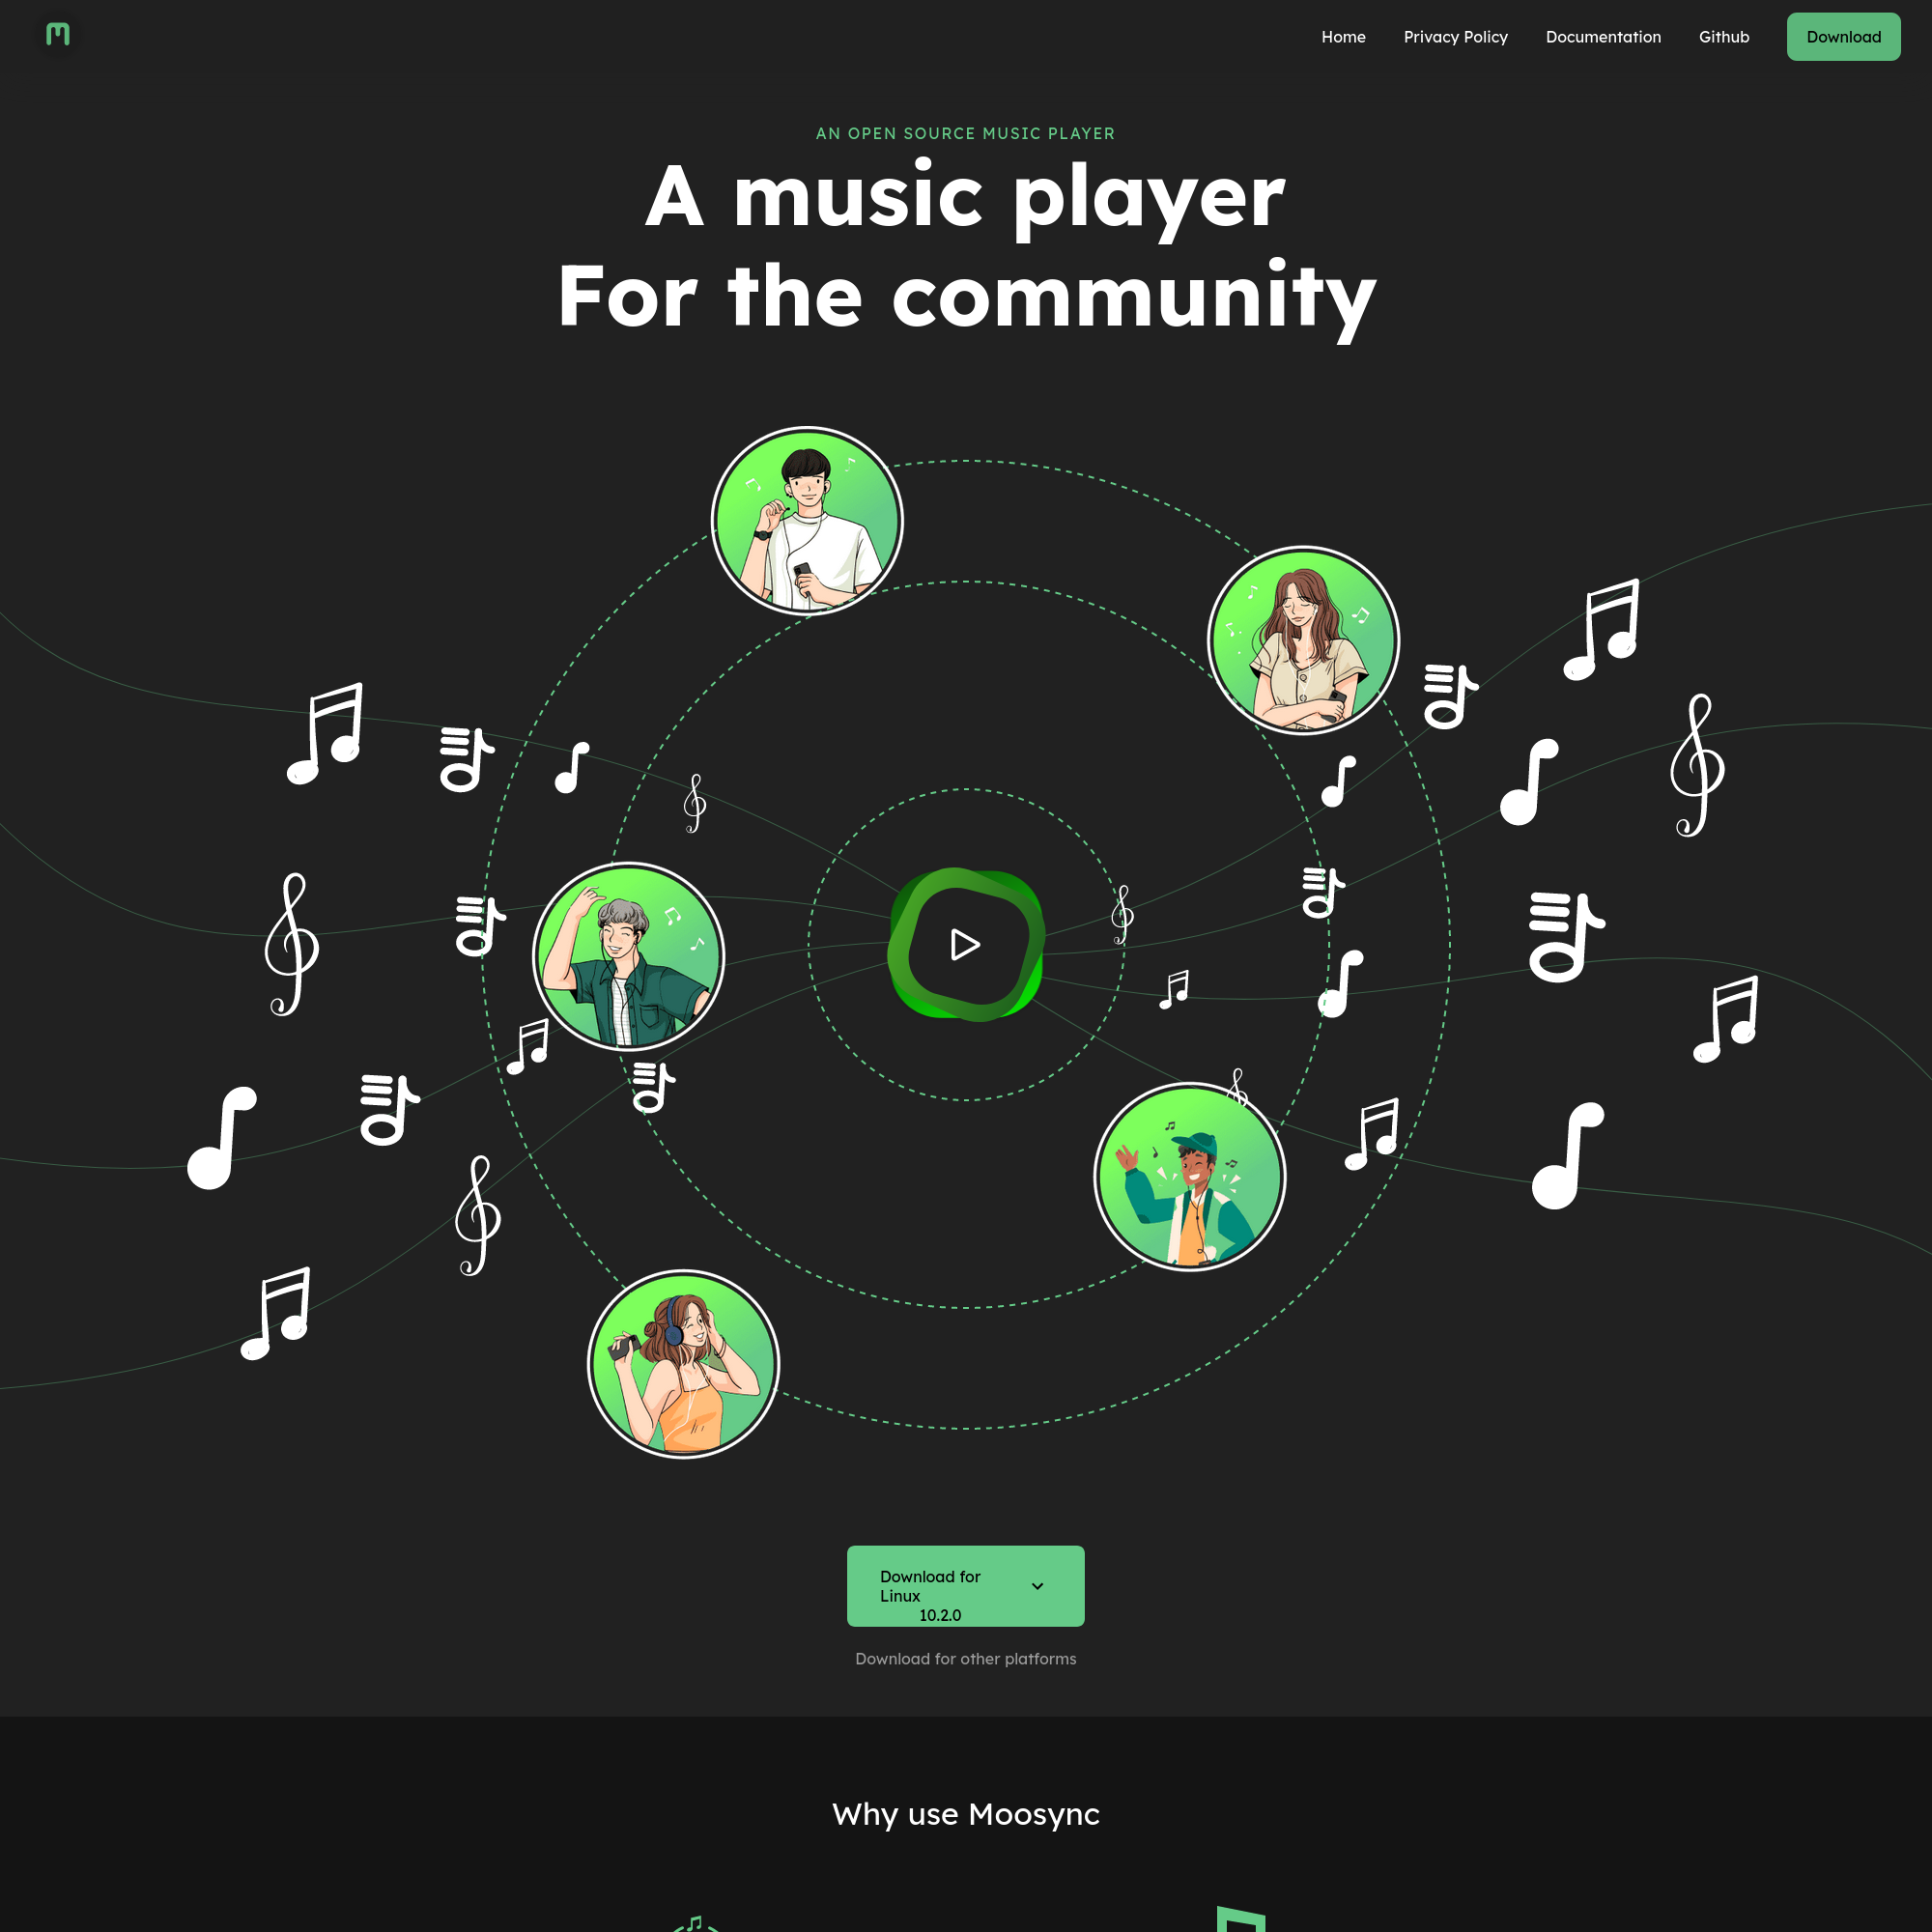 Home
Privacy Policy
Documentation
Github
Download
AN OPEN SOURCE MUSIC PLAYER
A music player
For the community
Download for
Linux
10.2.0
Download for other platforms
Why use Moosync